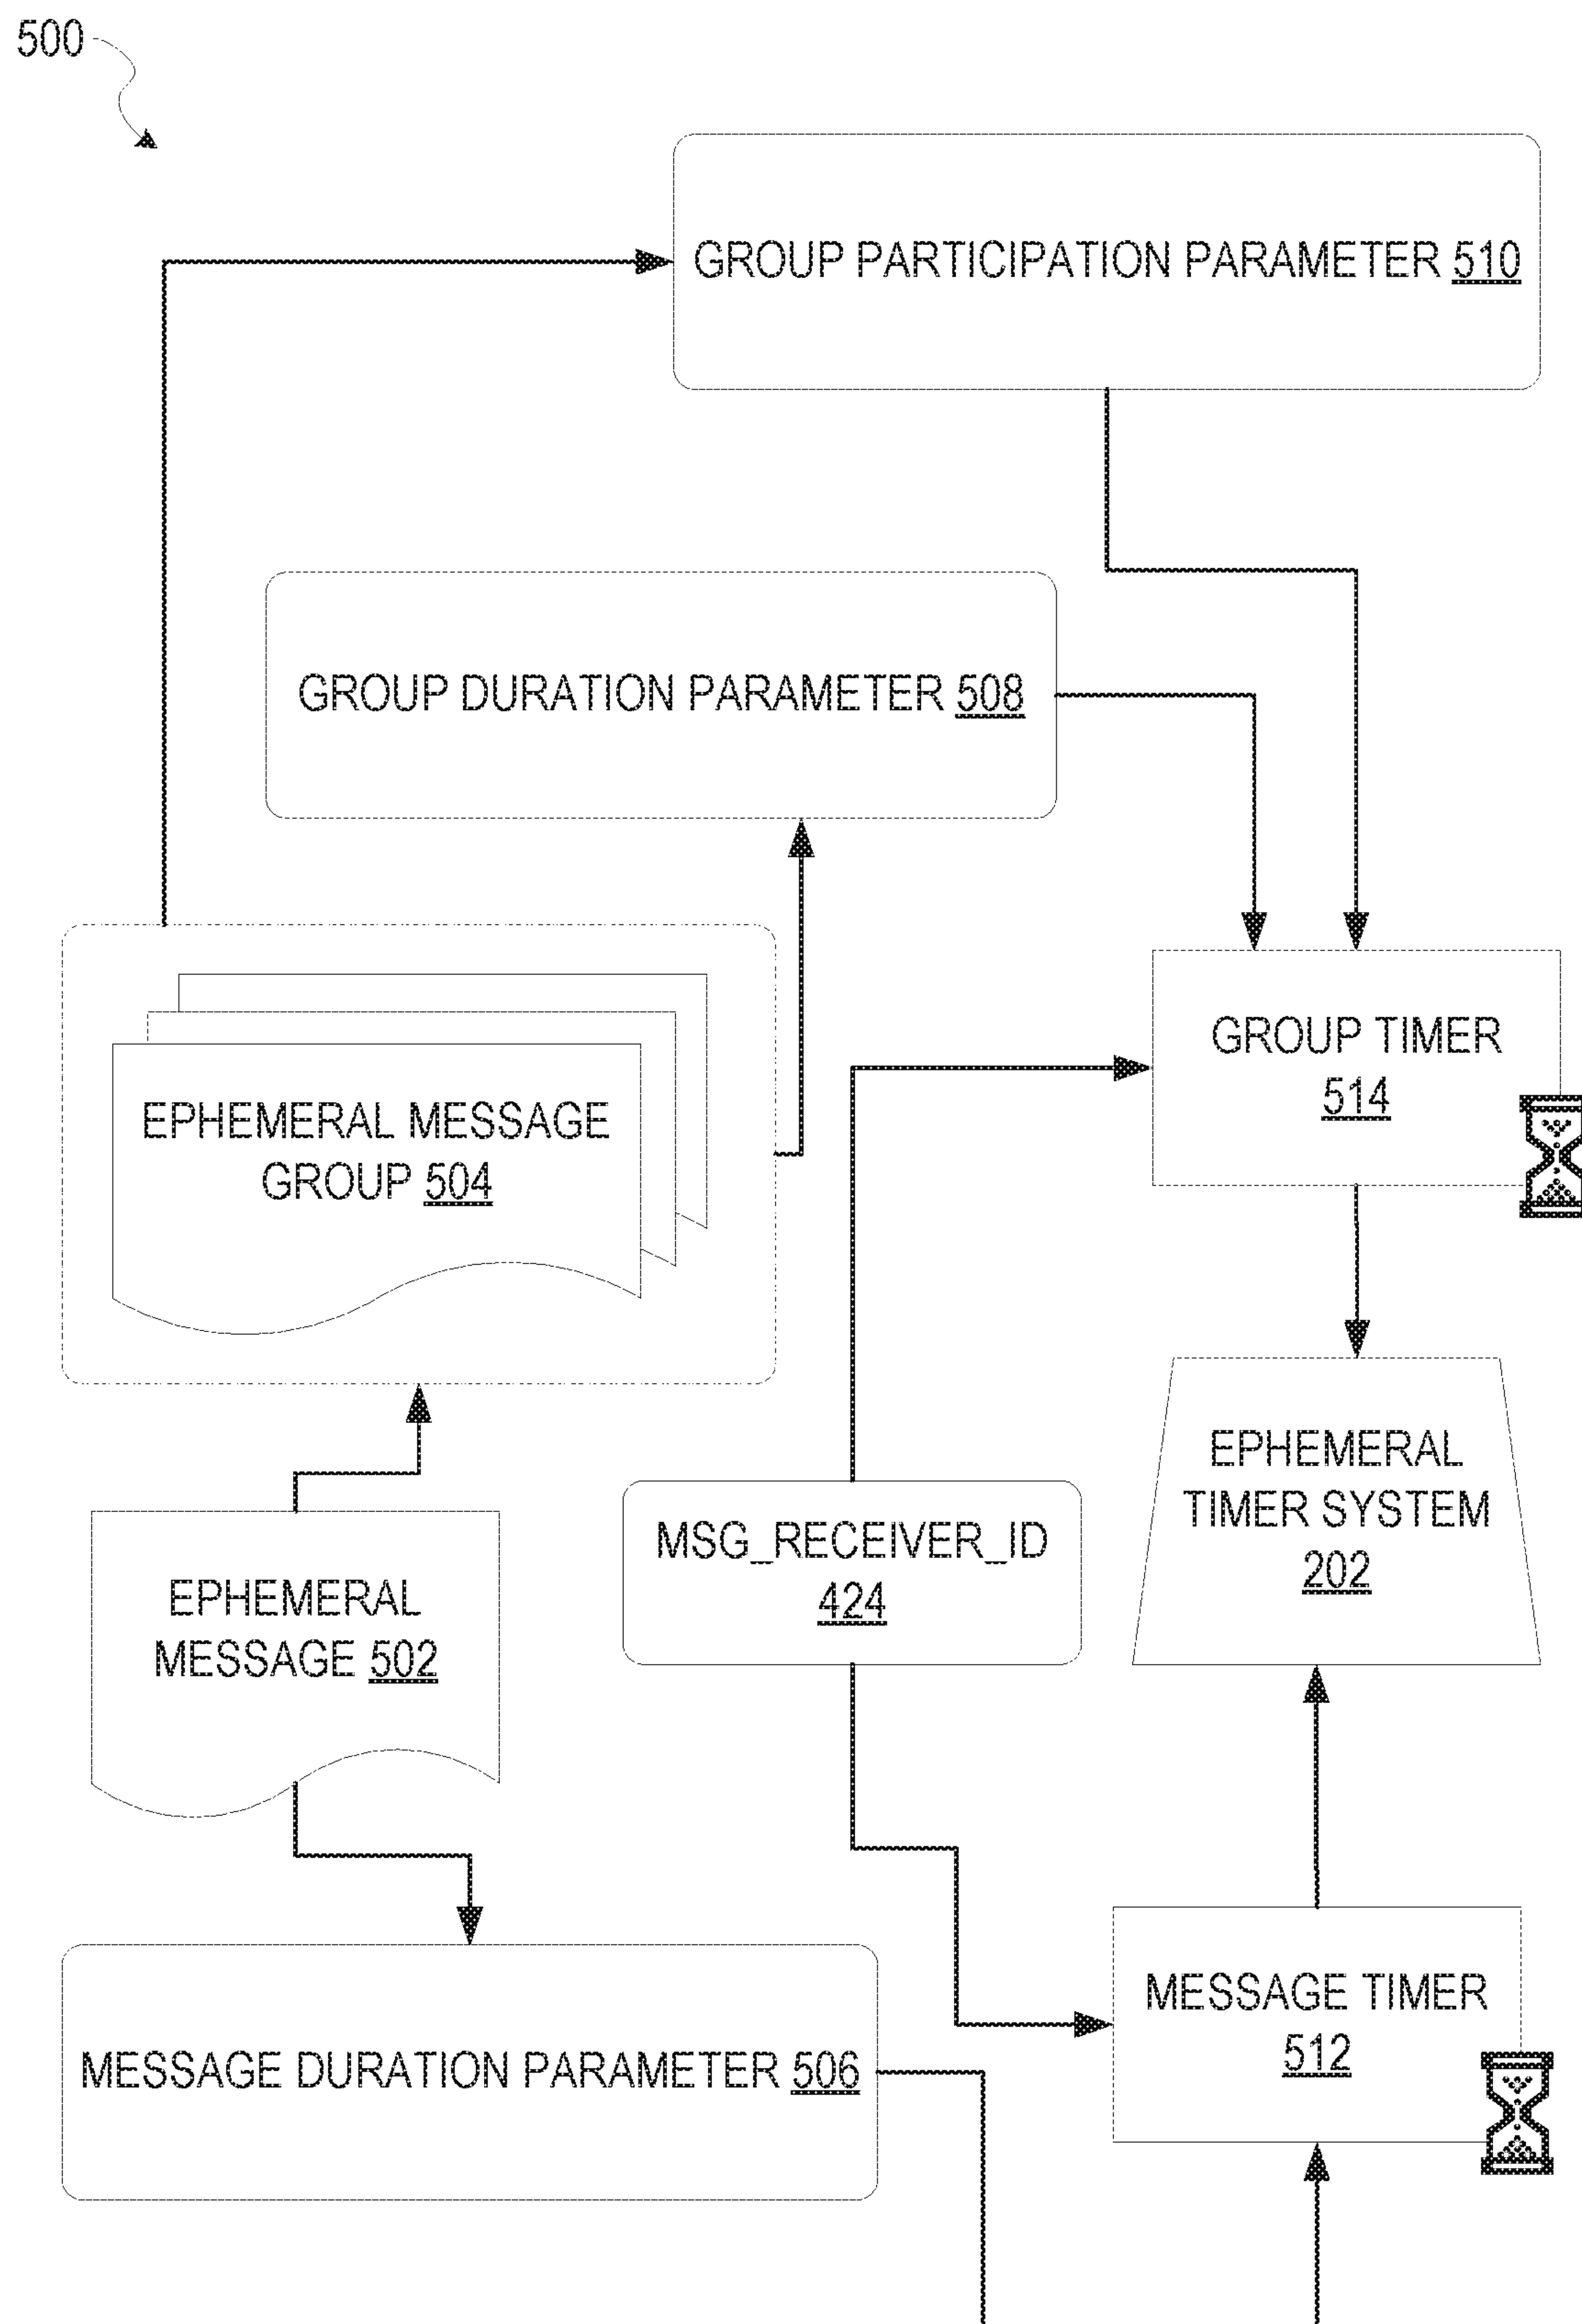 500
GROUP PARTICIPATION PARAMETER 510
GROUP DURATION PARAMETER 508
EPHEMERAL MESSAGE
GROUP 504
GROUP TIMER
514
EPHEMERAL
TIMER SYSTEM
202
MSG_RECEIVER_ID
424
EPHEMERAL
MESSAGE 502
MESSAGE TIMER
512
MESSAGE DURATION PARAMETER 506